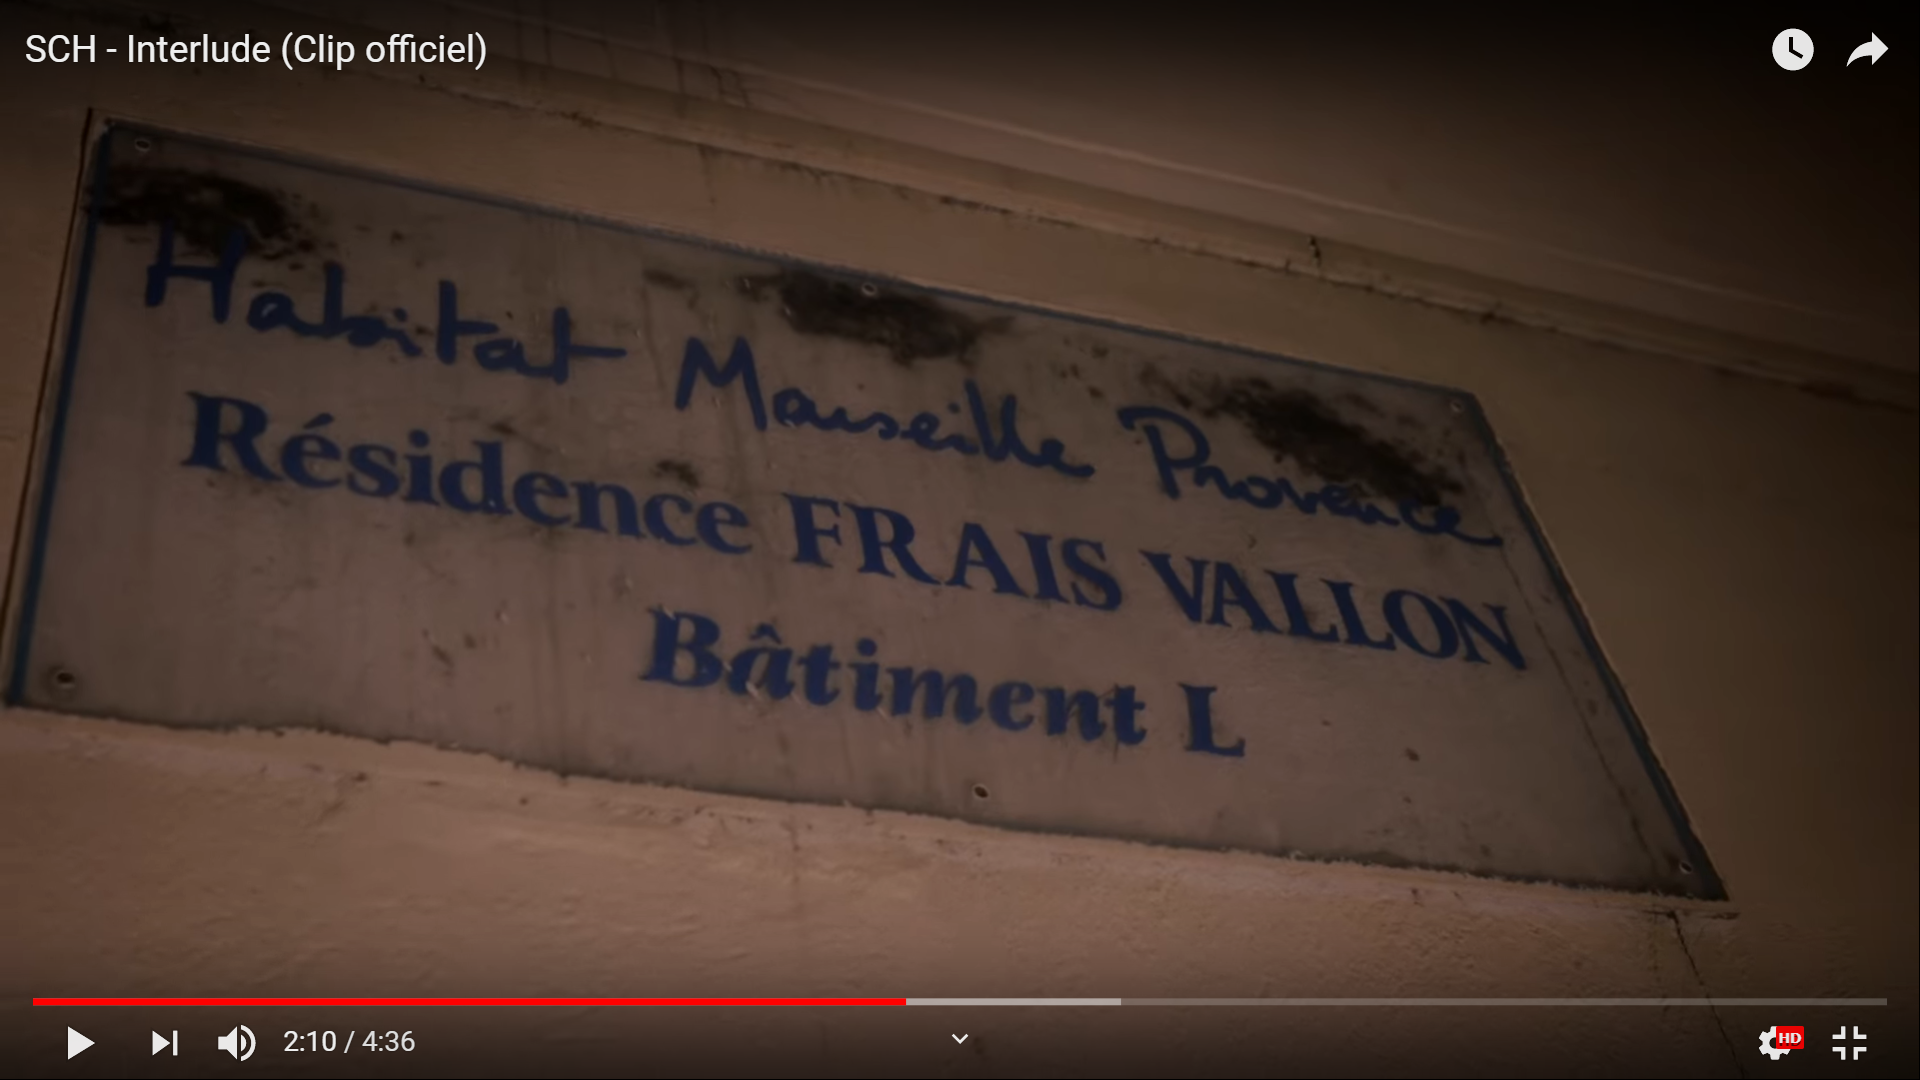 SCH - Interlude (Clip officiel)
Habitat Marseille Provence
Résidence FRAIS VALLON
Bâtiment L
2:10 / 4:36
HD